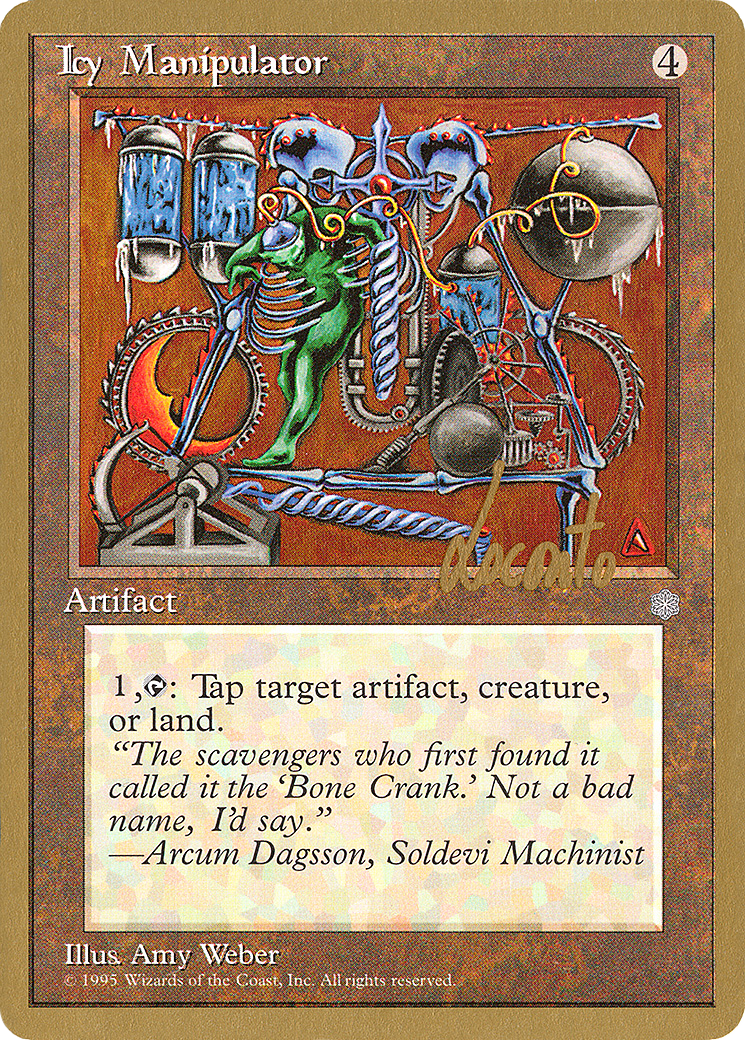 Icy Manipulator 4
loconto
Artifact
1,T: Tap target artifact, creature,
or land.
“The scavengers who first found it
called it the ‘Bone Crank.’ Not a bad
name, I’d say.”
—Arcum Dagsson, Soldevi Machinist
Illus. Amy Weber
© 1995 Wizards of the Coast, Inc. All rights reserved.